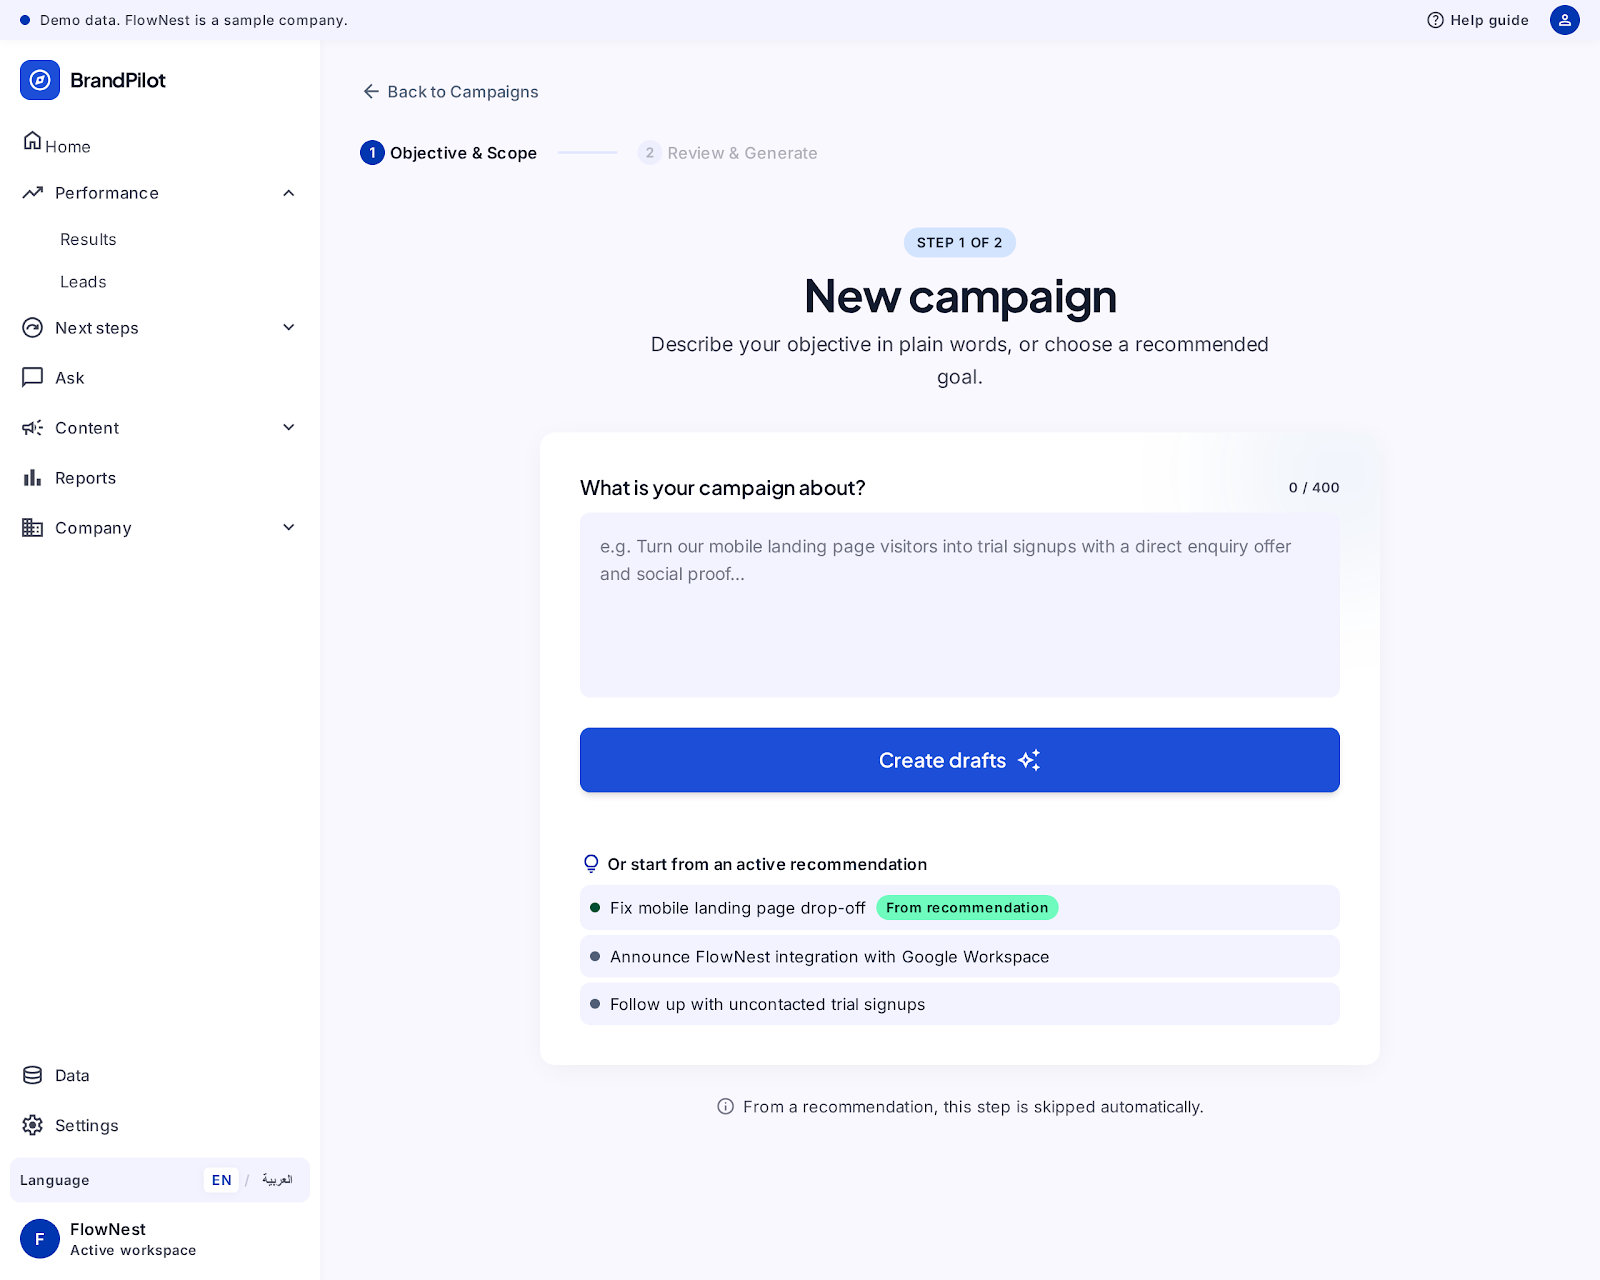 Demo data. FlowNest is a sample company.
Help guide
BrandPilot
Home
Performance
Results
Leads
Next steps
Ask
Content
Reports
Company
Data
Settings
Language
EN / العربية
F
FlowNest
Active workspace
Back to Campaigns
1 Objective & Scope
2 Review & Generate
STEP 1 OF 2
New campaign
Describe your objective in plain words, or choose a recommended
goal.
What is your campaign about?
0 / 400
e.g. Turn our mobile landing page visitors into trial signups with a direct enquiry offer
and social proof...
Create drafts
Or start from an active recommendation
Fix mobile landing page drop-off From recommendation
Announce FlowNest integration with Google Workspace
Follow up with uncontacted trial signups
From a recommendation, this step is skipped automatically.